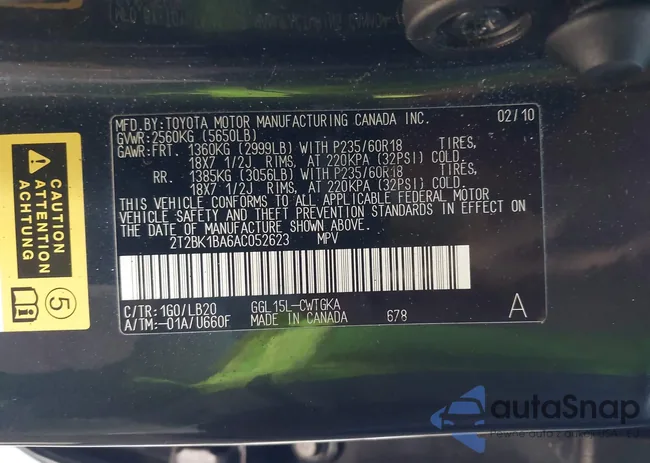 MFD.BY:TOYOTA MOTOR MANUFACTURING CANADA INC. 02/10
GVWR:2560KG (5650LB)
GAWR:FRT. 1360KG (2999LB) WITH P235/60R18 TIRES,
18X7 1/2J RIMS, AT 220KPA (32PSI) COLD.
RR. 1385KG (3056LB) WITH P235/60R18 TIRES,
18X7 1/2J RIMS, AT 220KPA (32PSI) COLD.
THIS VEHICLE CONFORMS TO ALL APPLICABLE FEDERAL MOTOR
VEHICLE SAFETY AND THEFT PREVENTION STANDARDS IN EFFECT ON
THE DATE OF MANUFACTURE SHOWN ABOVE.
2T2BK1BA6AC052623 MPV
C/TR:1G0/LB20 GGL15L-CWTGKA
A/TM:-01A/U660F MADE IN CANADA 678
A
CAUTION
ATTENTION
ACHTUNG
5
autoSnap